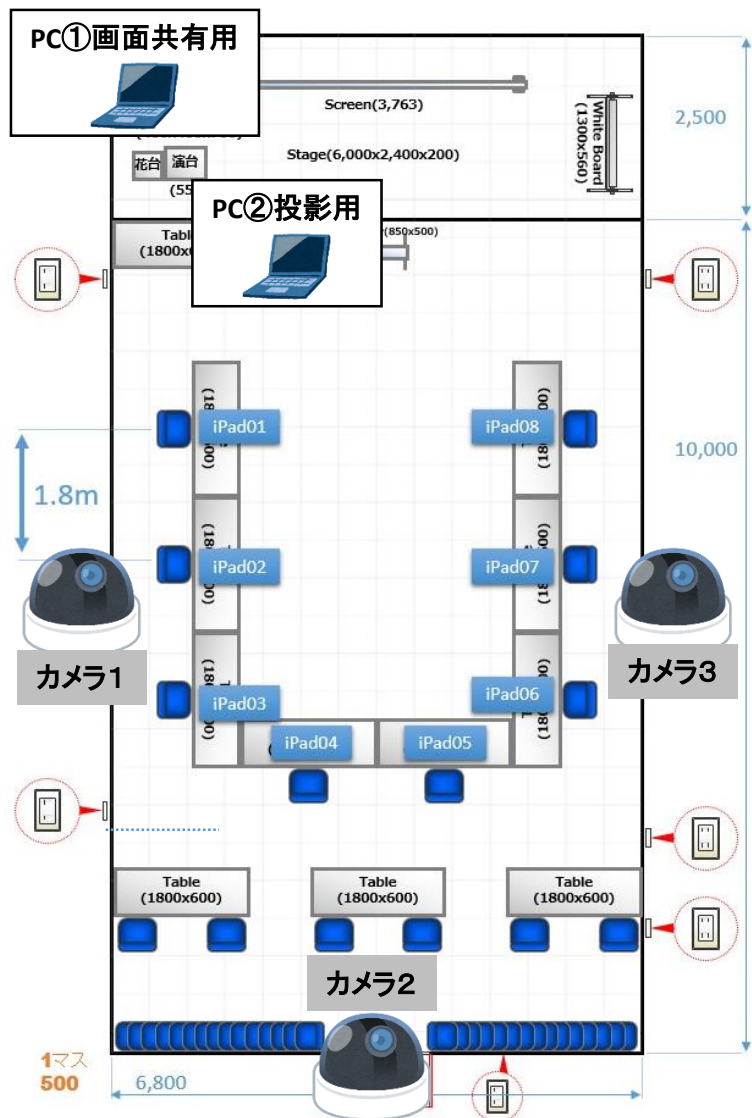 PC①画面共有用
Screen(3,763)
White Board
(1300x560)
2,500
花台
演台
Stage(6,000x2,400x200)
(55
PC②投影用
(850x500)
Tabl
(1800x6
iPad01
iPad08
1.8m
10,000
iPad02
iPad07
カメラ1
カメラ3
iPad03
iPad06
iPad04
iPad05
Table
(1800x600)
Table
(1800x600)
Table
(1800x600)
カメラ2
1マス
500
6,800